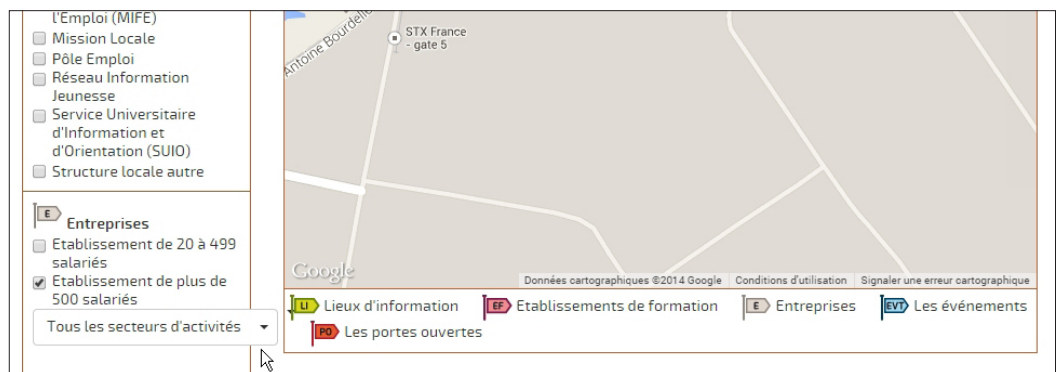 l'Emploi (MIFE)
Mission Locale
Pôle Emploi
Réseau Information
Jeunesse
Service Universitaire
d'Information et
d'Orientation (SUIO)
Structure locale autre
E
Entreprises
Etablissement de 20 à 499
salariés
Etablissement de plus de
500 salariés
Tous les secteurs d'activités
Antoine Bourdelle
STX France
- gate 5
Google
Données cartographiques ©2014 Google Conditions d'utilisation Signaler une erreur cartographique
LI Lieux d'information EF Etablissements de formation E Entreprises EVT Les événements
PO Les portes ouvertes